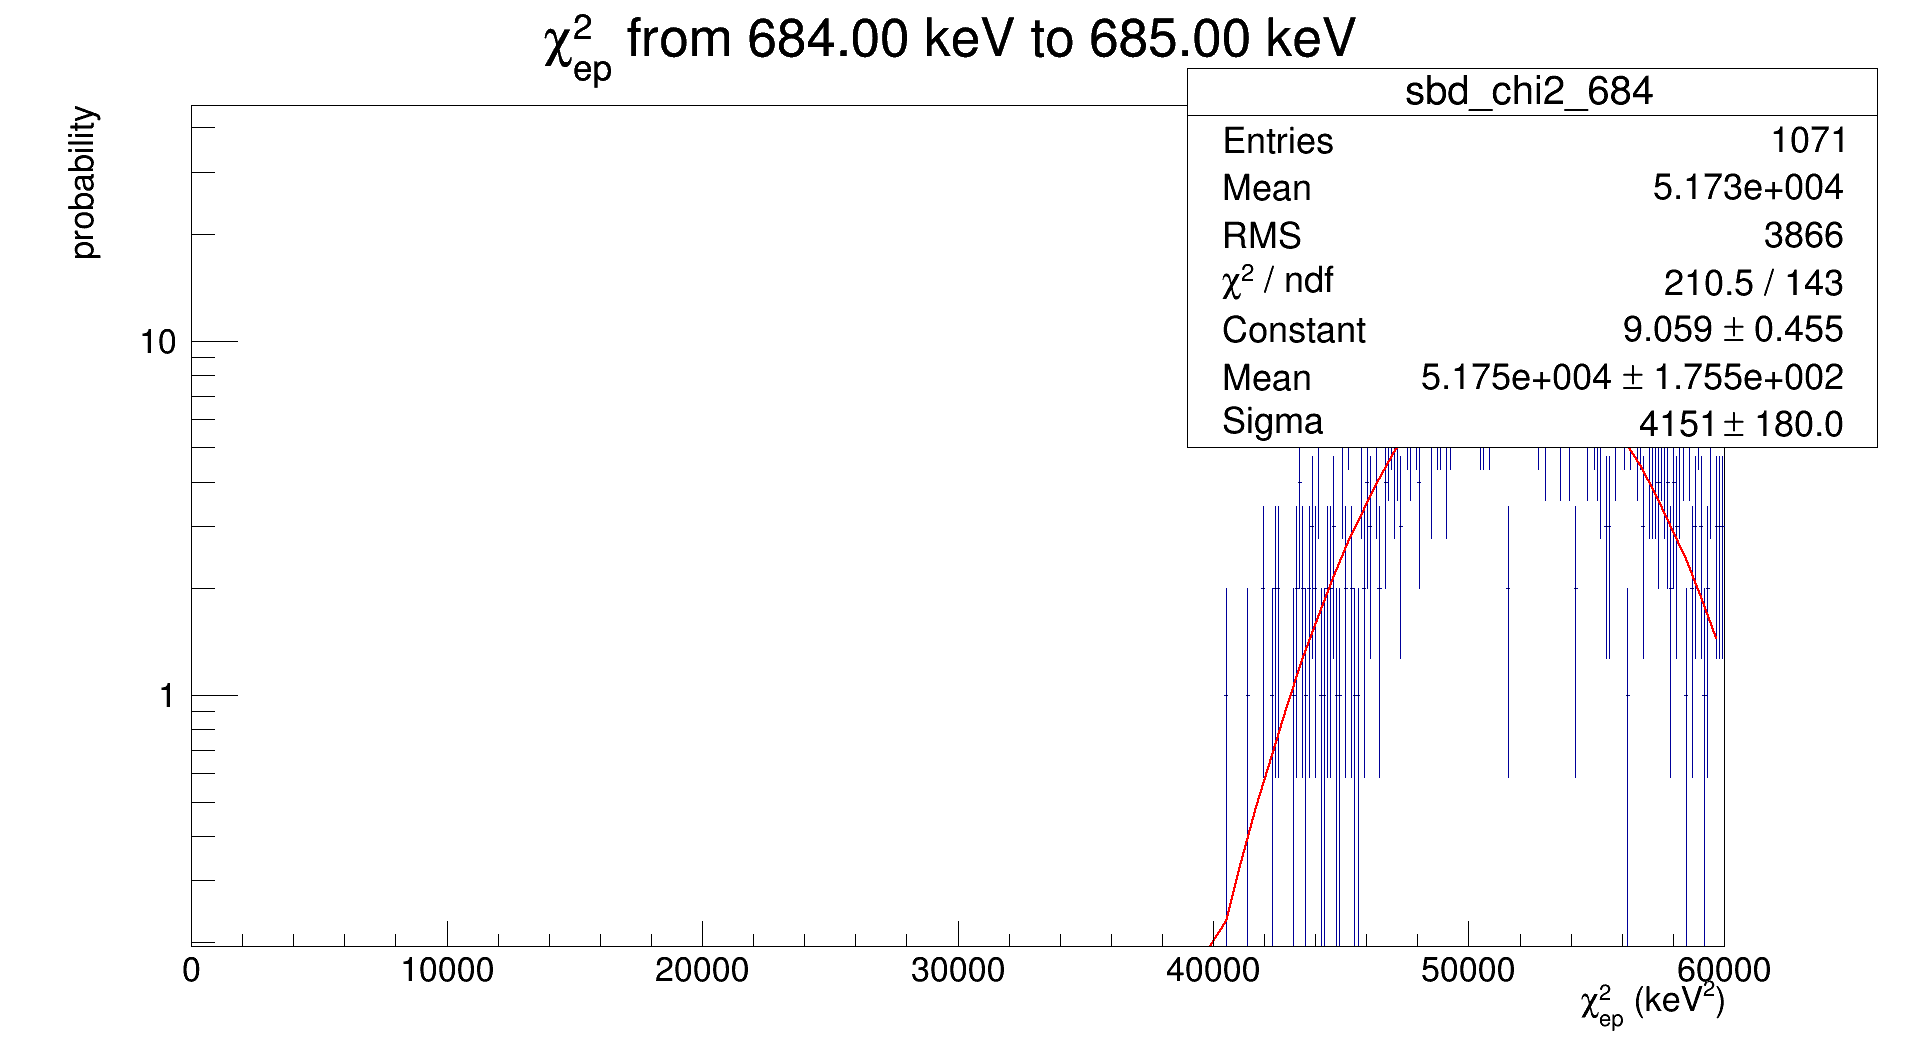 χ²ep from 684.00 keV to 685.00 keV
probability
sbd_chi2_684
Entries 1071
Mean 5.173e+004
RMS 3866
χ² / ndf 210.5 / 143
Constant 9.059 ± 0.455
Mean 5.175e+004 ± 1.755e+002
Sigma 4151 ± 180.0
10
1
0 10000 20000 30000 40000 50000 60000
χ²ep (keV²)